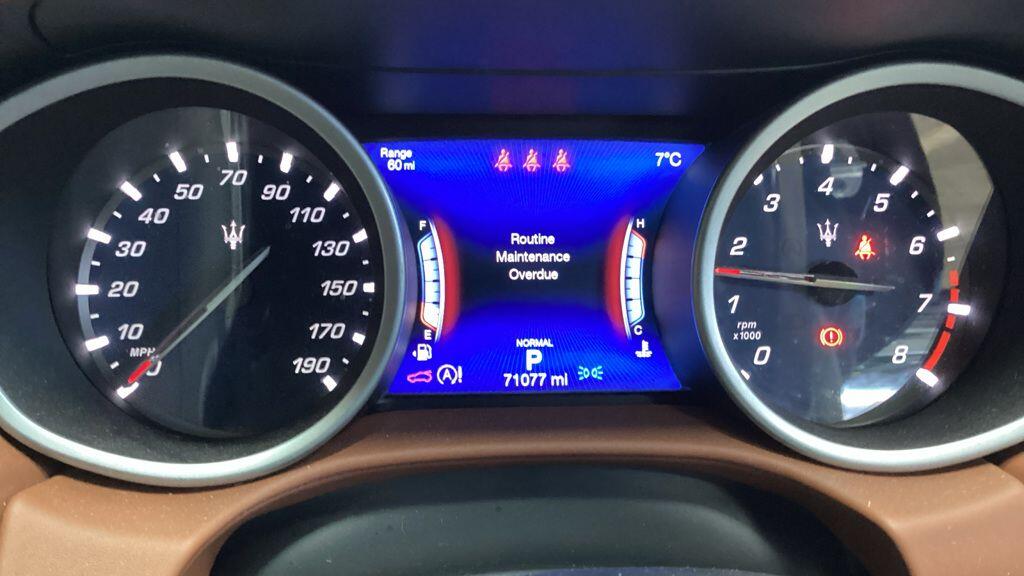 10
20
30
40
50
70
90
110
130
150
170
190
MPH
0
Range
60 mi
7°C
F
E
Routine
Maintenance
Overdue
H
C
NORMAL
P
A !
71077 mi
0
1
2
3
4
5
6
7
8
rpm
x1000